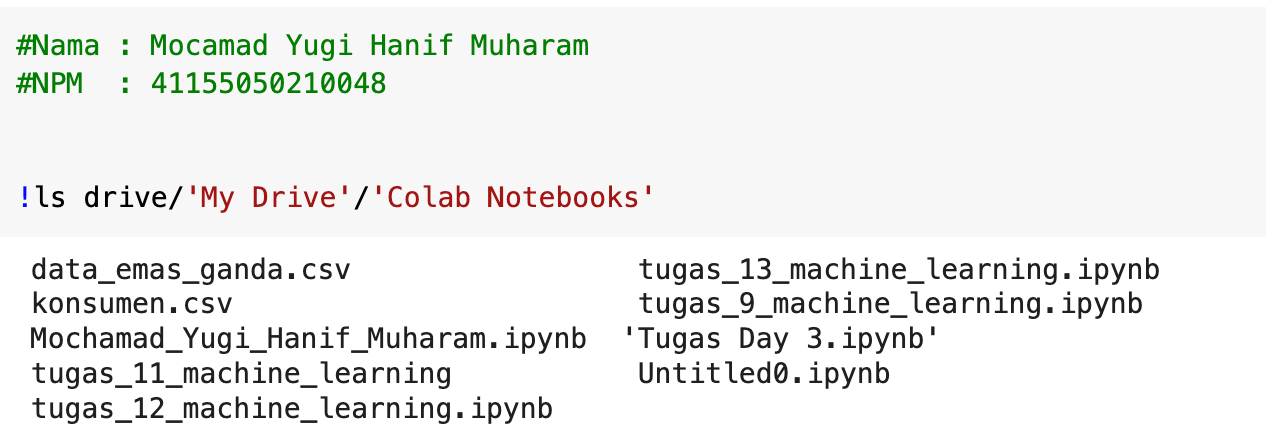 #Nama : Mocamad Yugi Hanif Muharam
#NPM  : 41155050210048
!ls drive/'My Drive'/'Colab Notebooks'
data_emas_ganda.csv                 tugas_13_machine_learning.ipynb
konsumen.csv                        tugas_9_machine_learning.ipynb
Mochamad_Yugi_Hanif_Muharam.ipynb  'Tugas Day 3.ipynb'
tugas_11_machine_learning           Untitled0.ipynb
tugas_12_machine_learning.ipynb